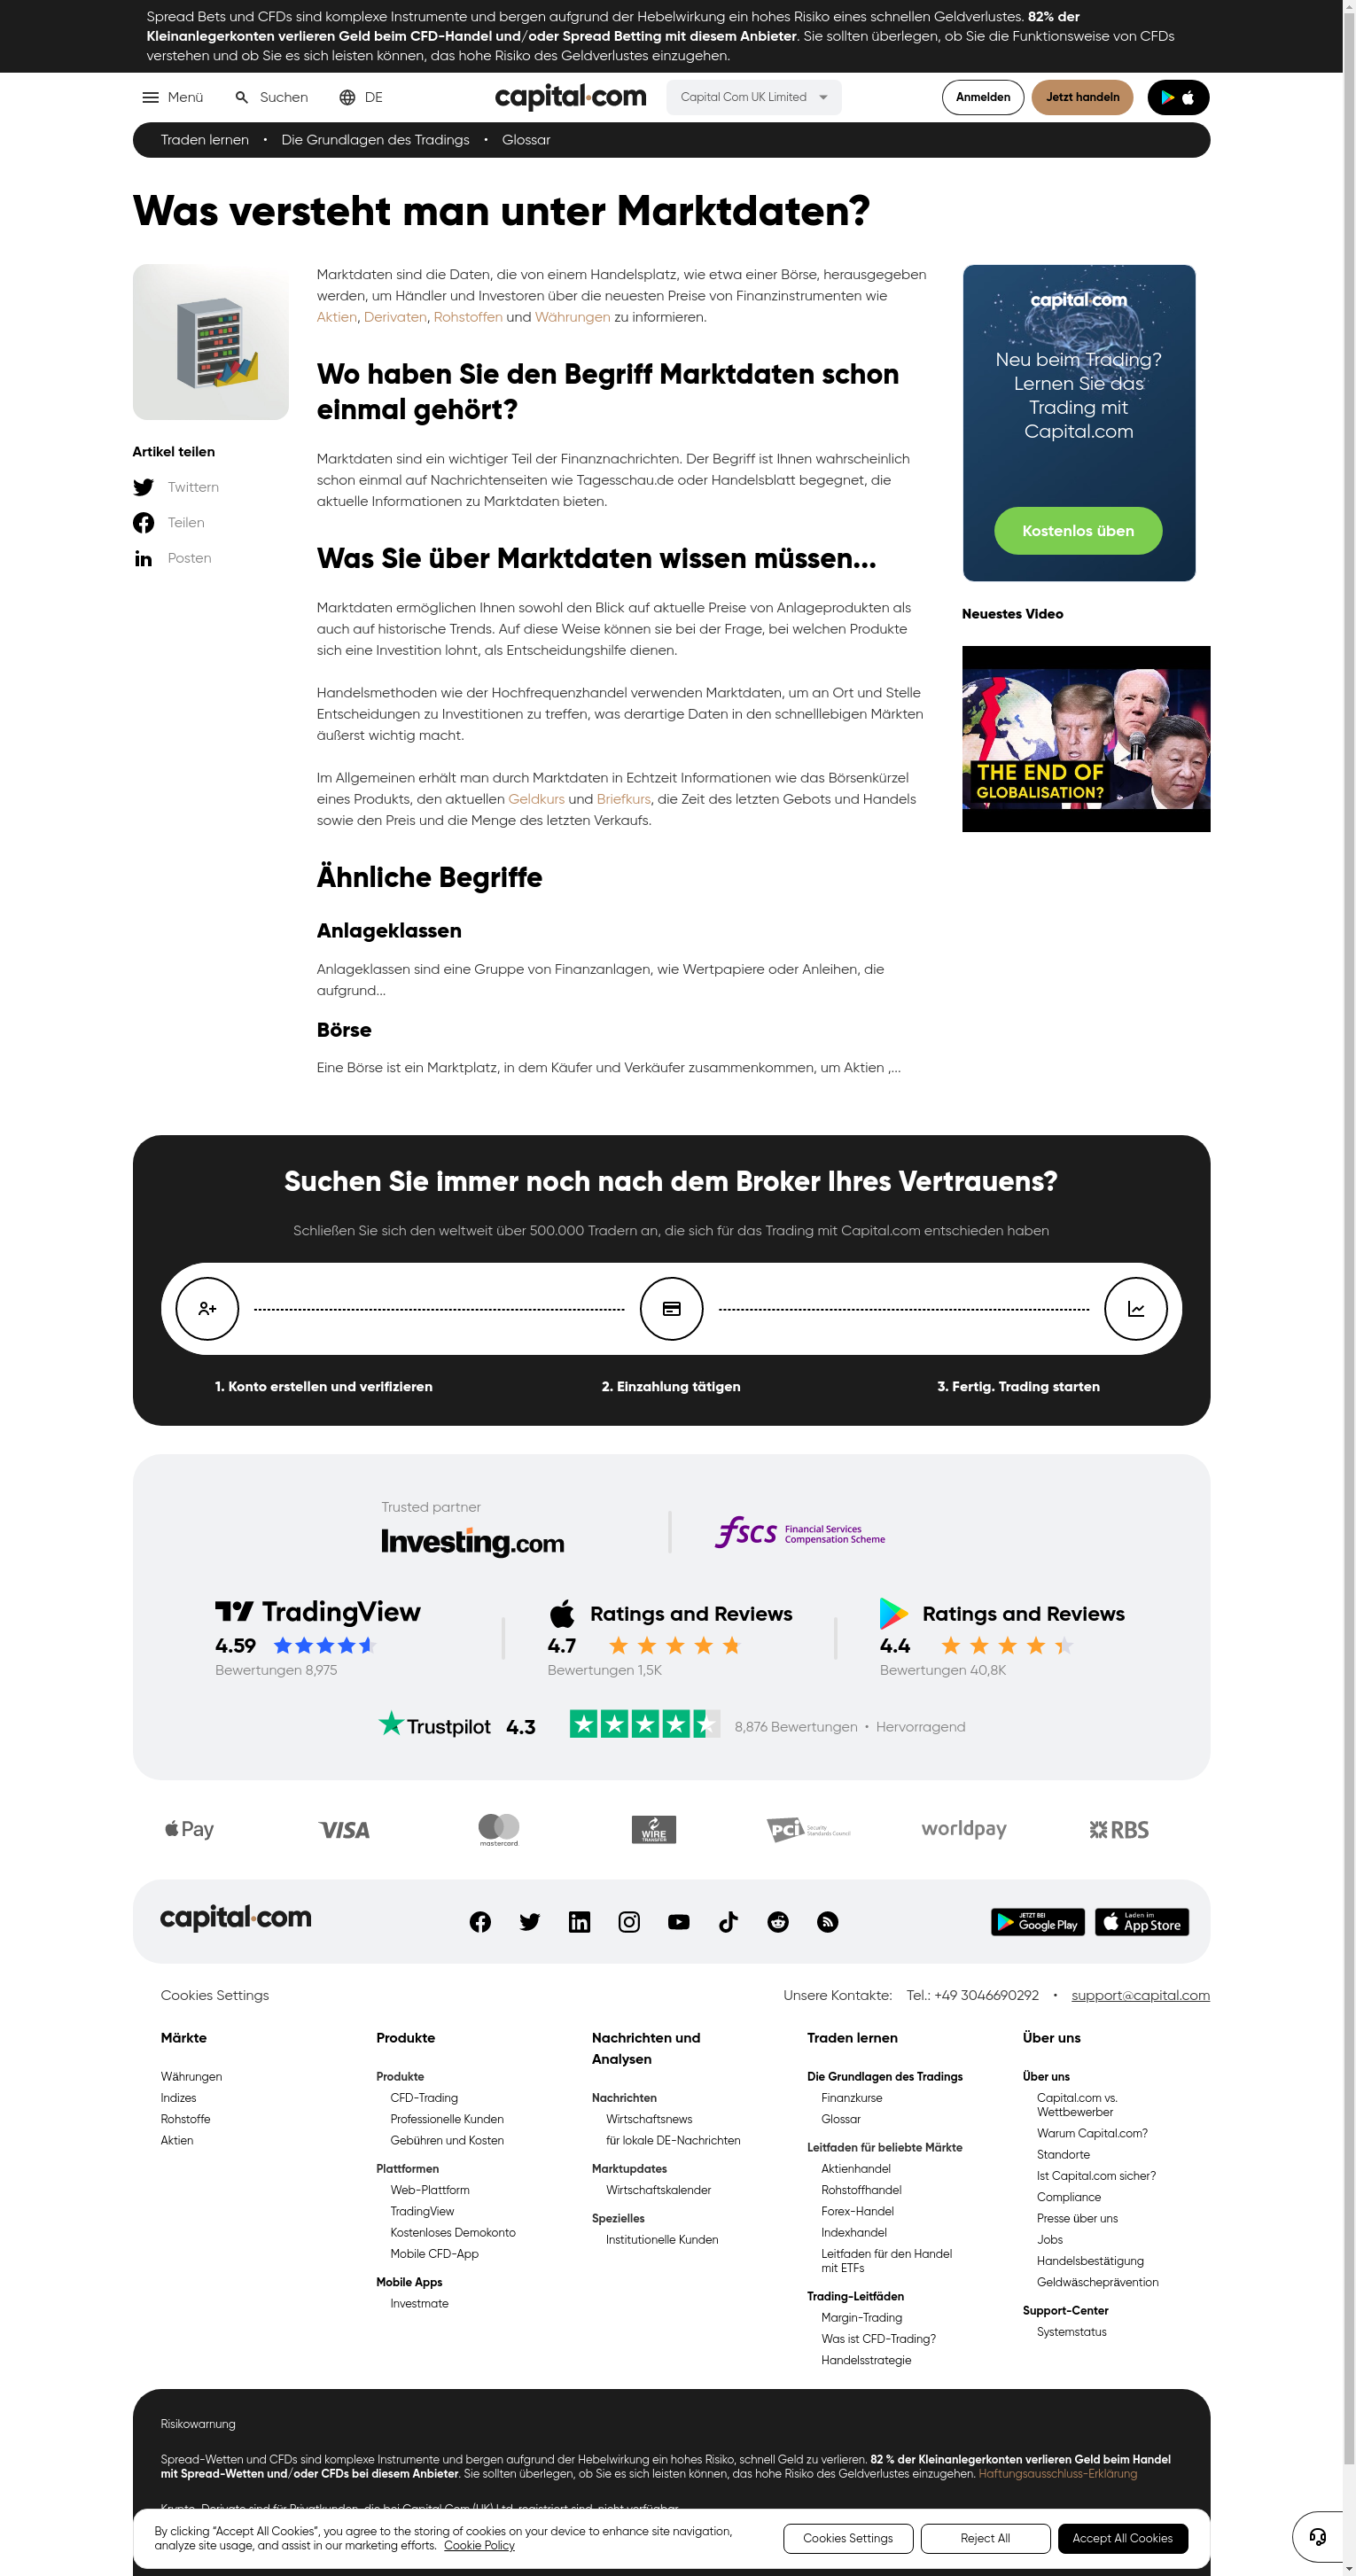 Spread Bets und CFDs sind komplexe Instrumente und bergen aufgrund der Hebelwirkung ein hohes Risiko eines schnellen Geldverlustes. 82% der
Kleinanlegerkonten verlieren Geld beim CFD-Handel und/oder Spread Betting mit diesem Anbieter. Sie sollten überlegen, ob Sie die Funktionsweise von CFDs
verstehen und ob Sie es sich leisten können, das hohe Risiko des Geldverlustes einzugehen.
Menü Suchen DE capital.com Capital Com UK Limited Anmelden Jetzt handeln
Traden lernen • Die Grundlagen des Tradings • Glossar
Was versteht man unter Marktdaten?
Artikel teilen
Twittern
Teilen
Posten
Marktdaten sind die Daten, die von einem Handelsplatz, wie etwa einer Börse, herausgegeben
werden, um Händler und Investoren über die neuesten Preise von Finanzinstrumenten wie
Aktien, Derivaten, Rohstoffen und Währungen zu informieren.
Wo haben Sie den Begriff Marktdaten schon
einmal gehört?
Marktdaten sind ein wichtiger Teil der Finanznachrichten. Der Begriff ist Ihnen wahrscheinlich
schon einmal auf Nachrichtenseiten wie Tagesschau.de oder Handelsblatt begegnet, die
aktuelle Informationen zu Marktdaten bieten.
Was Sie über Marktdaten wissen müssen...
Marktdaten ermöglichen Ihnen sowohl den Blick auf aktuelle Preise von Anlageprodukten als
auch auf historische Trends. Auf diese Weise können sie bei der Frage, bei welchen Produkte
sich eine Investition lohnt, als Entscheidungshilfe dienen.
Handelsmethoden wie der Hochfrequenzhandel verwenden Marktdaten, um an Ort und Stelle
Entscheidungen zu Investitionen zu treffen, was derartige Daten in den schnelllebigen Märkten
äußerst wichtig macht.
Im Allgemeinen erhält man durch Marktdaten in Echtzeit Informationen wie das Börsenkürzel
eines Produkts, den aktuellen Geldkurs und Briefkurs, die Zeit des letzten Gebots und Handels
sowie den Preis und die Menge des letzten Verkaufs.
Ähnliche Begriffe
Anlageklassen
Anlageklassen sind eine Gruppe von Finanzanlagen, wie Wertpapiere oder Anleihen, die
aufgrund...
Börse
Eine Börse ist ein Marktplatz, in dem Käufer und Verkäufer zusammenkommen, um Aktien ,...
capital.com
Neu beim Trading?
Lernen Sie das
Trading mit
Capital.com
Kostenlos üben
Neuestes Video
THE END OF
GLOBALISATION?
Suchen Sie immer noch nach dem Broker Ihres Vertrauens?
Schließen Sie sich den weltweit über 500.000 Tradern an, die sich für das Trading mit Capital.com entschieden haben
1. Konto erstellen und verifizieren
2. Einzahlung tätigen
3. Fertig. Trading starten
Trusted partner
Investing.com
fscs Financial Services
Compensation Scheme
TradingView
4.59
Bewertungen 8,975
Ratings and Reviews
4.7
Bewertungen 1,5K
Ratings and Reviews
4.4
Bewertungen 40,8K
Trustpilot 4.3 8,876 Bewertungen • Hervorragend
Pay VISA mastercard. WIRE TRANSFER PCI Security Standards Council worldpay RBS
capital.com
JETZT BEI Google Play
Laden im App Store
Cookies Settings
Unsere Kontakte: Tel.: +49 3046690292 • support@capital.com
Märkte
Währungen
Indizes
Rohstoffe
Aktien
Produkte
Produkte
CFD-Trading
Professionelle Kunden
Gebühren und Kosten
Plattformen
Web-Plattform
TradingView
Kostenloses Demokonto
Mobile CFD-App
Mobile Apps
Investmate
Nachrichten und
Analysen
Nachrichten
Wirtschaftsnews
für lokale DE-Nachrichten
Marktupdates
Wirtschaftskalender
Spezielles
Institutionelle Kunden
Traden lernen
Die Grundlagen des Tradings
Finanzkurse
Glossar
Leitfaden für beliebte Märkte
Aktienhandel
Rohstoffhandel
Forex-Handel
Indexhandel
Leitfaden für den Handel
mit ETFs
Trading-Leitfäden
Margin-Trading
Was ist CFD-Trading?
Handelsstrategie
Über uns
Über uns
Capital.com vs.
Wettbewerber
Warum Capital.com?
Standorte
Ist Capital.com sicher?
Compliance
Presse über uns
Jobs
Handelsbestätigung
Geldwäscheprävention
Support-Center
Systemstatus
Risikowarnung
Spread-Wetten und CFDs sind komplexe Instrumente und bergen aufgrund der Hebelwirkung ein hohes Risiko, schnell Geld zu verlieren. 82 % der Kleinanlegerkonten verlieren Geld beim Handel
mit Spread-Wetten und/oder CFDs bei diesem Anbieter. Sie sollten überlegen, ob Sie es sich leisten können, das hohe Risiko des Geldverlustes einzugehen. Haftungsausschluss-Erklärung
Krypto-Derivate sind für Privatkunden, die bei Capital Com (UK) Ltd. registriert sind, nicht verfügbar.
By clicking “Accept All Cookies”, you agree to the storing of cookies on your device to enhance site navigation,
analyze site usage, and assist in our marketing efforts. Cookie Policy
Cookies Settings
Reject All
Accept All Cookies